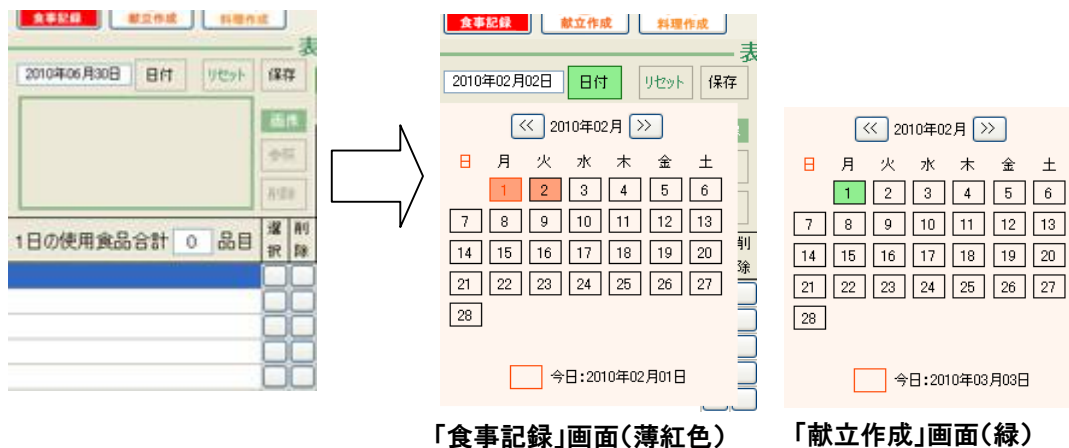 食事記録 献立作成 料理作成
表
2010年06月30日 日付 リセット 保存
画像
参照
削除
1日の使用食品合計 0 品目 選択 削除
食事記録 献立作成 料理作成
表
2010年02月02日 日付 リセット 保存
<< 2010年02月 >>
日 月 火 水 木 金 土
1 2 3 4 5 6
7 8 9 10 11 12 13
14 15 16 17 18 19 20
21 22 23 24 25 26 27
28
今日:2010年02月01日
削
除
「食事記録」画面(薄紅色)
<< 2010年02月 >>
日 月 火 水 木 金 土
1 2 3 4 5 6
7 8 9 10 11 12 13
14 15 16 17 18 19 20
21 22 23 24 25 26 27
28
今日:2010年03月03日
「献立作成」画面(緑)